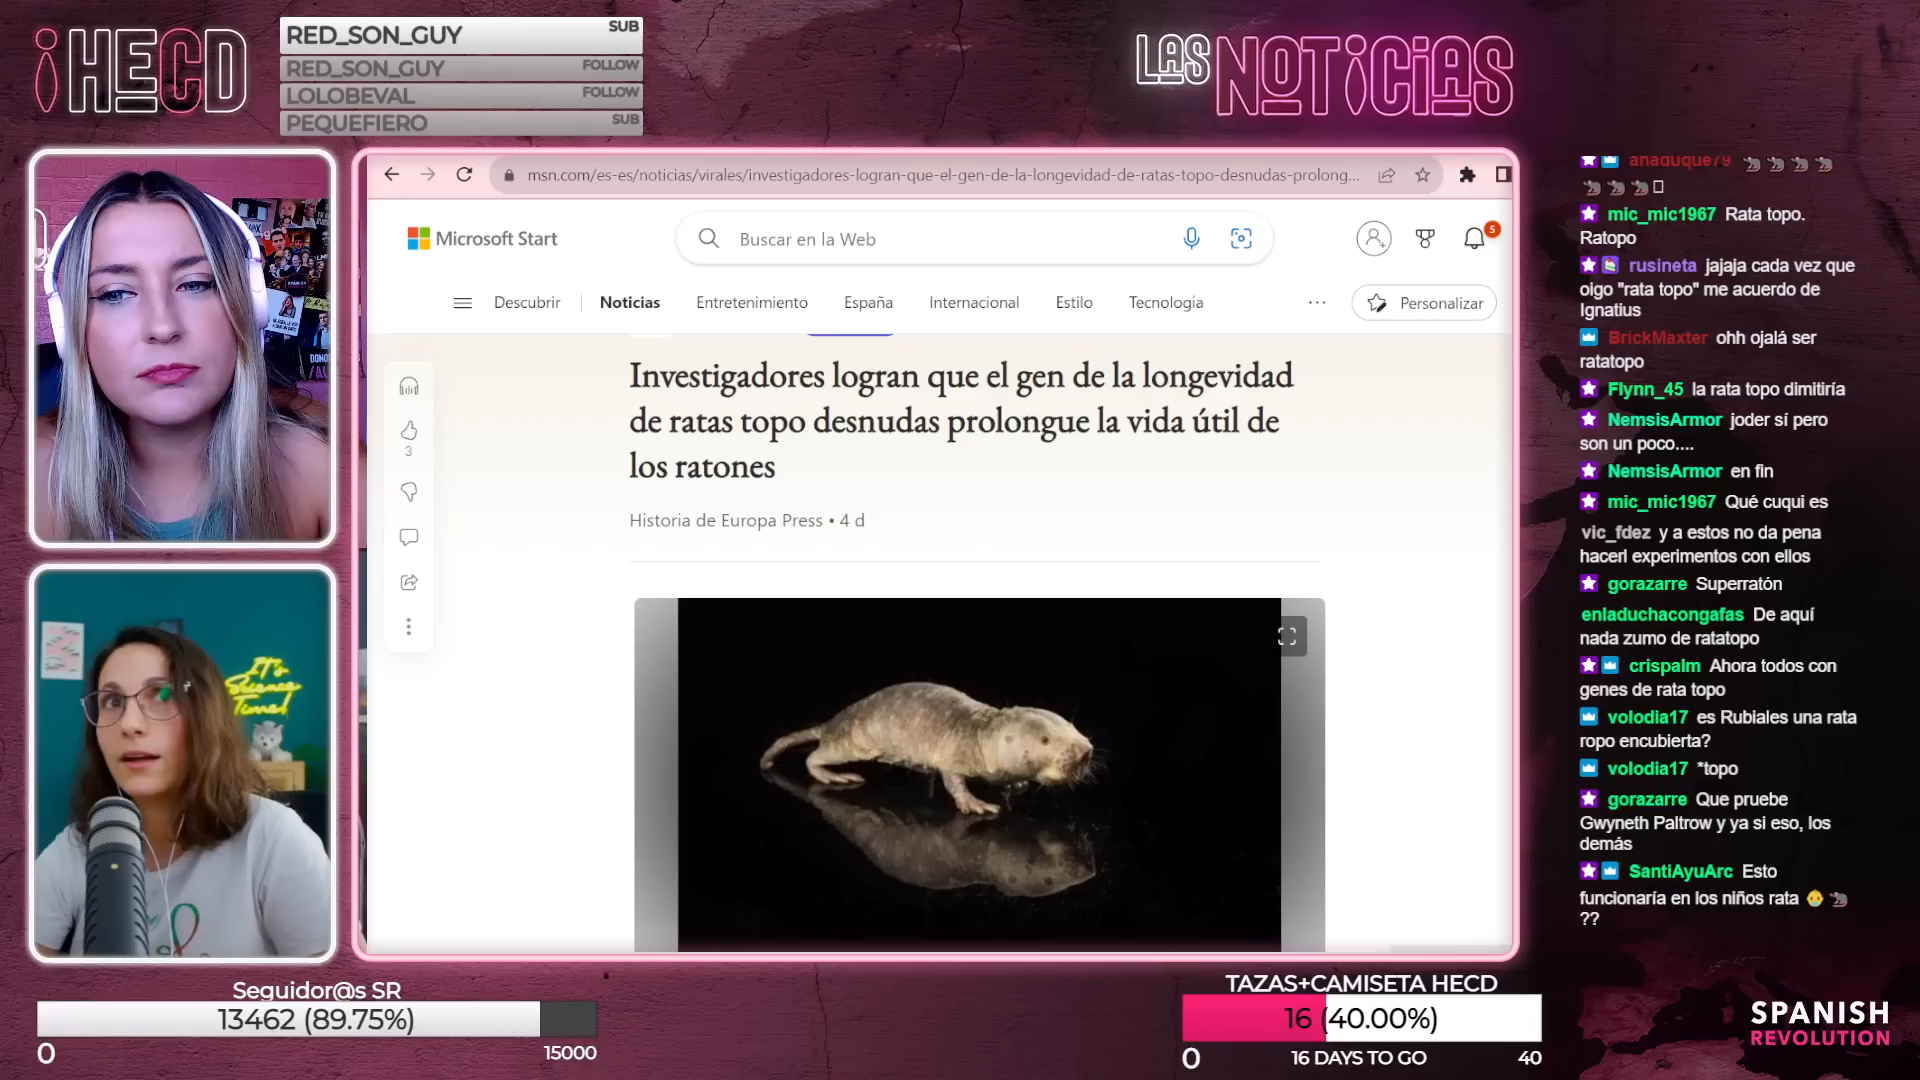 ¡HECD
RED_SON_GUY SUB
RED_SON_GUY FOLLOW
LOLOBEVAL FOLLOW
PEQUEFIERO SUB
LAS NOTICIAS
msn.com/es-es/noticias/virales/investigadores-logran-que-el-gen-de-la-longevidad-de-ratas-topo-desnudas-prolong...
Microsoft Start
Buscar en la Web
5
Descubrir
Noticias
Entretenimiento
España
Internacional
Estilo
Tecnología
...
Personalizar
3
Investigadores logran que el gen de la longevidad
de ratas topo desnudas prolongue la vida útil de
los ratones
Historia de Europa Press • 4 d
It's
Science
Time!
anaduque79
mic_mic1967 Rata topo.
Ratopo
rusineta jajaja cada vez que
oigo "rata topo" me acuerdo de
Ignatius
BrickMaxter ohh ojalá ser
ratatopo
Flynn_45 la rata topo dimitiría
NemsisArmor joder sí pero
son un poco....
NemsisArmor en fin
mic_mic1967 Qué cuqui es
vic_fdez y a estos no da pena
hacerl experimentos con ellos
gorazarre Superratón
enladuchacongafas De aquí
nada zumo de ratatopo
crispalm Ahora todos con
genes de rata topo
volodia17 es Rubiales una rata
ropo encubierta?
volodia17 *topo
gorazarre Que pruebe
Gwyneth Paltrow y ya si eso, los
demás
SantiAyuArc Esto
funcionaría en los niños rata 😢🐀
??
Seguidor@s SR
13462 (89.75%)
0 15000
TAZAS+CAMISETA HECD
16 (40.00%)
0 16 DAYS TO GO 40
SPANISH
REVOLUTION